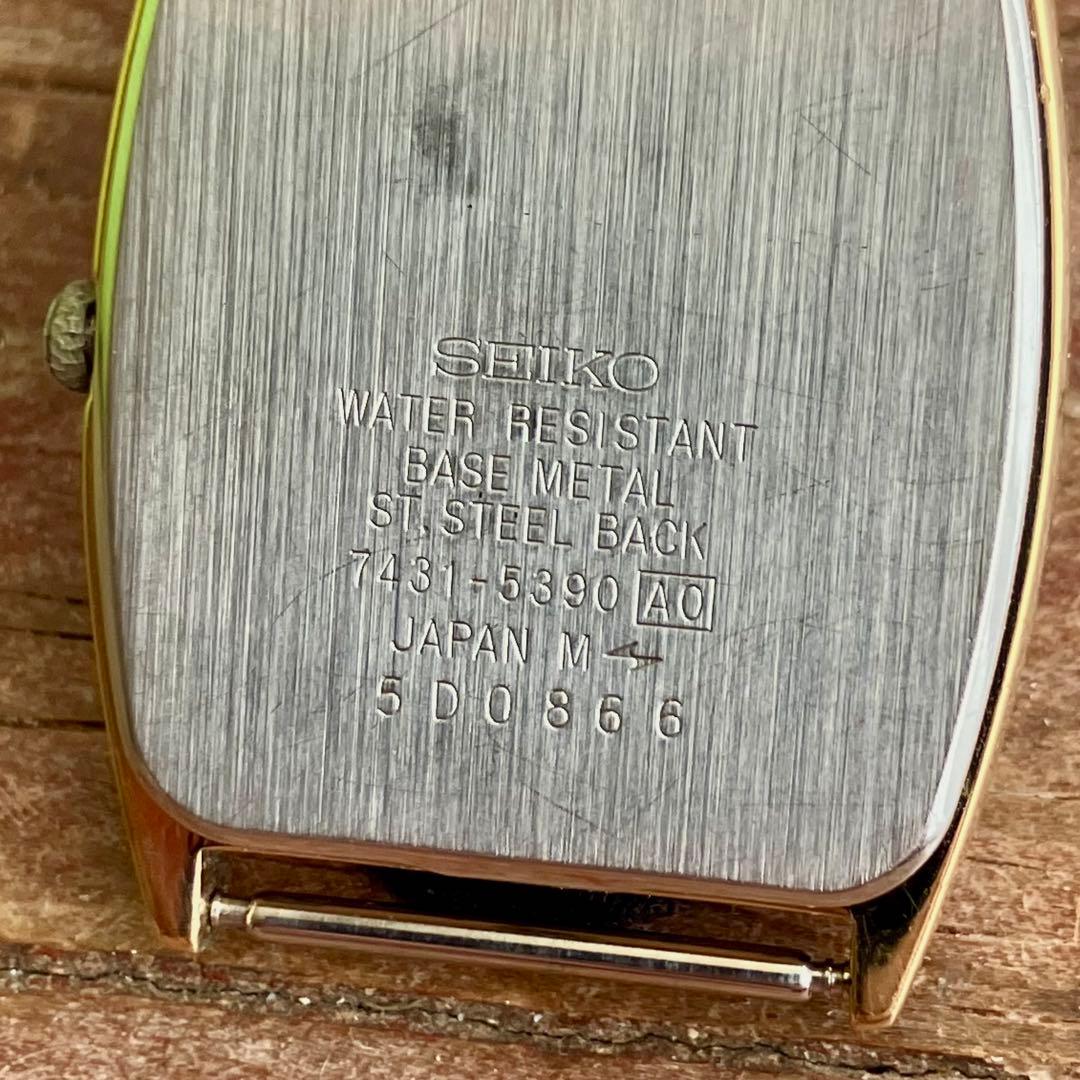 SEIKO
WATER RESISTANT
BASE METAL
ST. STEEL BACK
7431-5390 AO
JAPAN M
5D0866